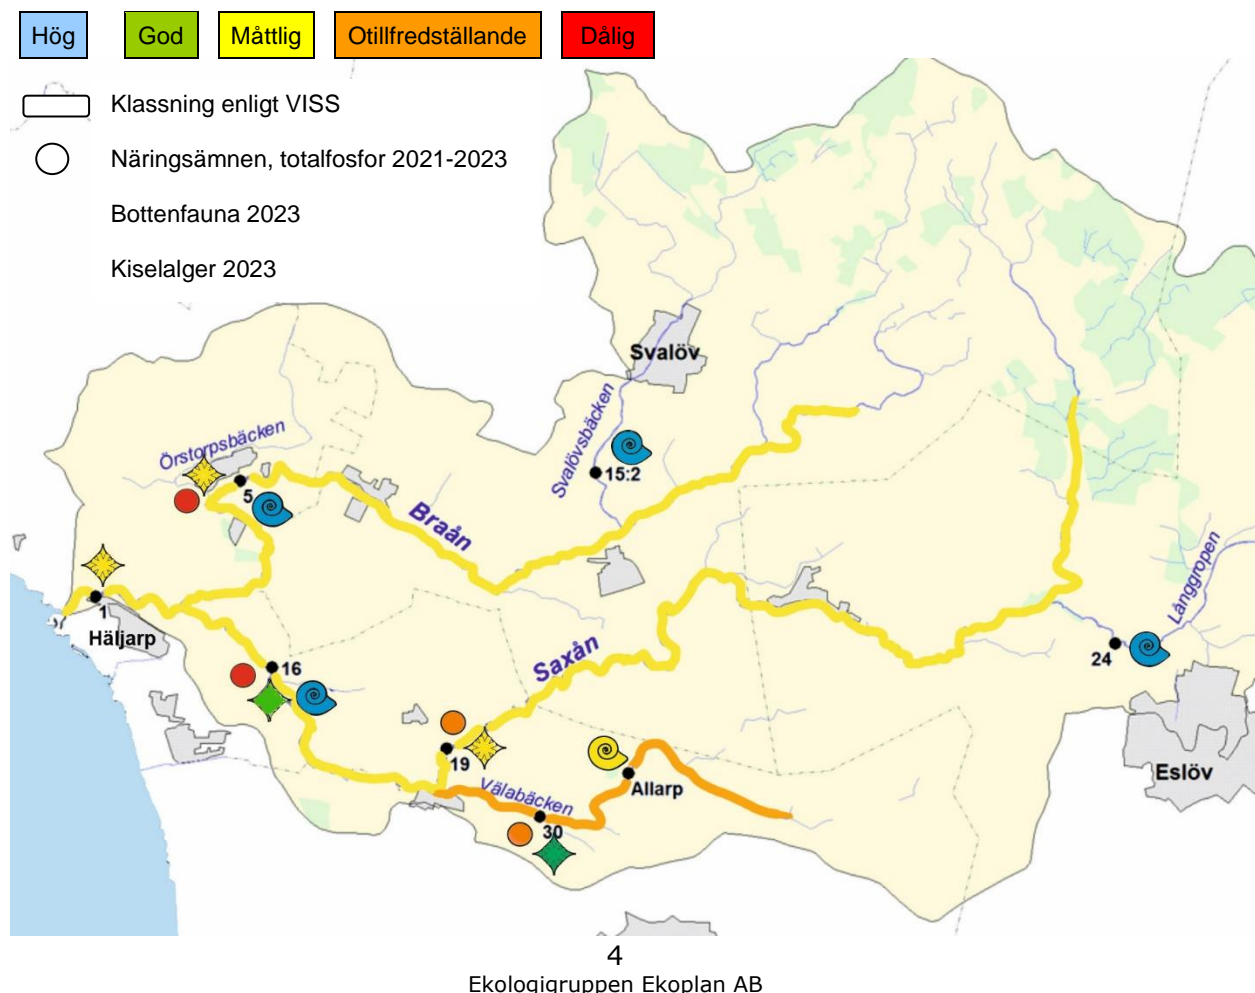 Hög God Måttlig Otillfredställande Dålig
Klassning enligt VISS
Näringsämnen, totalfosfor 2021-2023
Bottenfauna 2023
Kiselalger 2023
Svalöv
Svalövsbäcken
15:2
Örstorpsbäcken
5
Braån
1
Häljarp
16
Saxån
Långgropen
24
Eslöv
19
Välabäcken
Allarp
30
4
Ekologigruppen Ekoplan AB